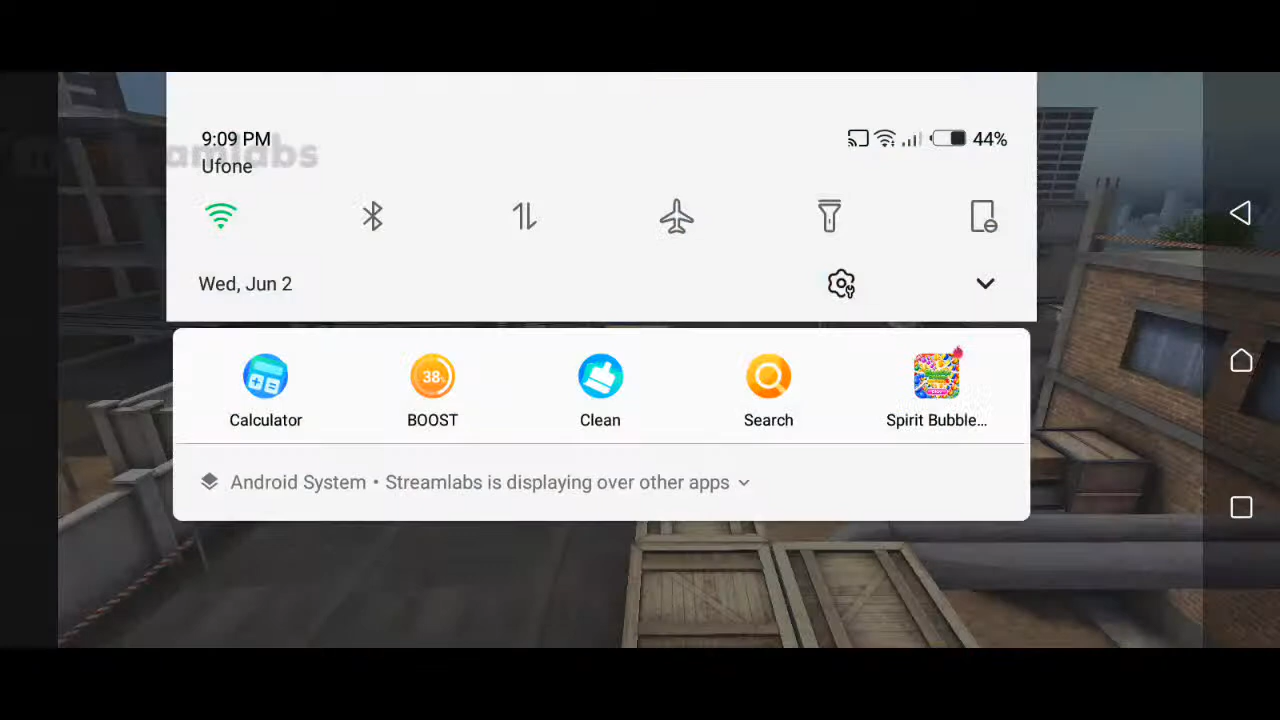 9:09 PM
44%
amlabs
Ufone
Wed, Jun 2
38%
Calculator
BOOST
Clean
Search
Spirit Bubble...
Android System • Streamlabs is displaying over other apps